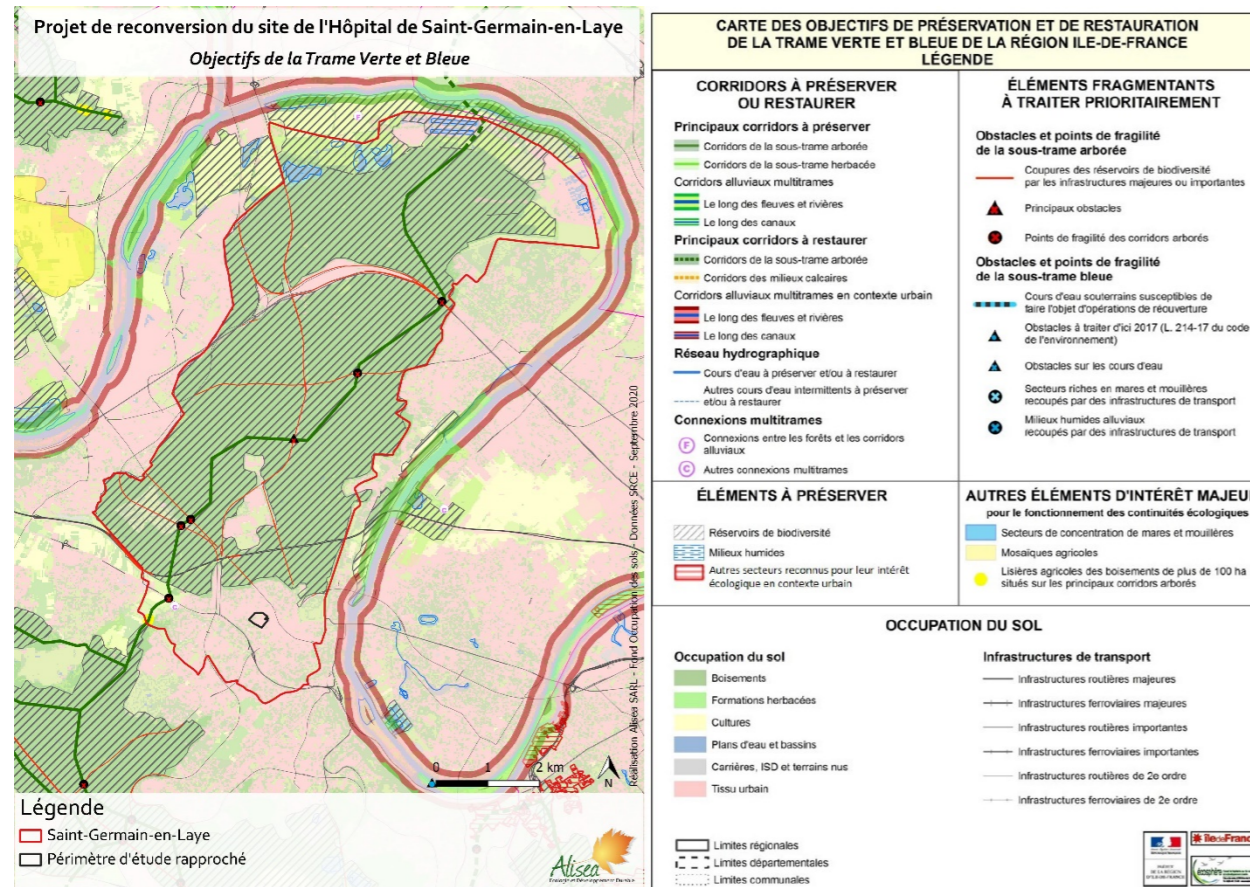 Projet de reconversion du site de l'Hôpital de Saint-Germain-en-Laye
Objectifs de la Trame Verte et Bleue
F
C
C
C
0 1 2 km
N
Réalisation Alisea SARL - Fond Occupation des sols - Données SRCE - Septembre 2020
Légende
Saint-Germain-en-Laye
Périmètre d'étude rapproché
Alisea
CARTE DES OBJECTIFS DE PRÉSERVATION ET DE RESTAURATION
DE LA TRAME VERTE ET BLEUE DE LA RÉGION ILE-DE-FRANCE
LÉGENDE
CORRIDORS À PRÉSERVER
OU RESTAURER
Principaux corridors à préserver
Corridors de la sous-trame arborée
Corridors de la sous-trame herbacée
Corridors alluviaux multitrames
Le long des fleuves et rivières
Le long des canaux
Principaux corridors à restaurer
Corridors de la sous-trame arborée
Corridors des milieux calcaires
Corridors alluviaux multitrames en contexte urbain
Le long des fleuves et rivières
Le long des canaux
Réseau hydrographique
Cours d'eau à préserver et/ou à restaurer
Autres cours d'eau intermittents à préserver
et/ou à restaurer
Connexions multitrames
F Connexions entre les forêts et les corridors
alluviaux
C Autres connexions multitrames
ÉLÉMENTS FRAGMENTANTS
À TRAITER PRIORITAIREMENT
Obstacles et points de fragilité
de la sous-trame arborée
Coupures des réservoirs de biodiversité
par les infrastructures majeures ou importantes
Principaux obstacles
Points de fragilité des corridors arborés
Obstacles et points de fragilité
de la sous-trame bleue
Cours d'eau souterrains susceptibles de
faire l'objet d'opérations de réouverture
Obstacles à traiter d'ici 2017 (L. 214-17 du code
de l'environnement)
Obstacles sur les cours d'eau
Secteurs riches en mares et mouillères
recoupés par des infrastructures de transport
Milieux humides alluviaux
recoupés par des infrastructures de transport
ÉLÉMENTS À PRÉSERVER
Réservoirs de biodiversité
Milieux humides
Autres secteurs reconnus pour leur intérêt
écologique en contexte urbain
AUTRES ÉLÉMENTS D'INTÉRÊT MAJEUR
pour le fonctionnement des continuités écologiques
Secteurs de concentration de mares et mouillères
Mosaïques agricoles
Lisières agricoles des boisements de plus de 100 ha
situés sur les principaux corridors arborés
OCCUPATION DU SOL
Occupation du sol
Boisements
Formations herbacées
Cultures
Plans d'eau et bassins
Carrières, ISD et terrains nus
Tissu urbain
Infrastructures de transport
Infrastructures routières majeures
Infrastructures ferroviaires majeures
Infrastructures routières importantes
Infrastructures ferroviaires importantes
Infrastructures routières de 2e ordre
Infrastructures ferroviaires de 2e ordre
Limites régionales
Limites départementales
Limites communales
île de France